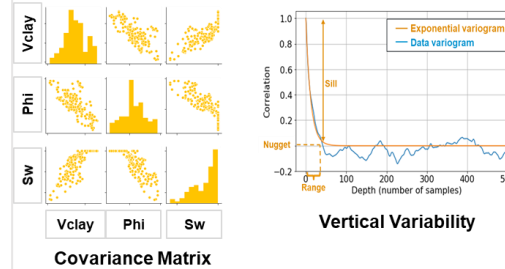 Vclay
Phi
Sw
Vclay Phi Sw
Covariance Matrix
1.0
0.8
0.6
0.4
0.2
-0.2
Correlation
Exponential variogram
Data variogram
Sill
Nugget
Range
0 100 200 300 400
Depth (number of samples)
Vertical Variability